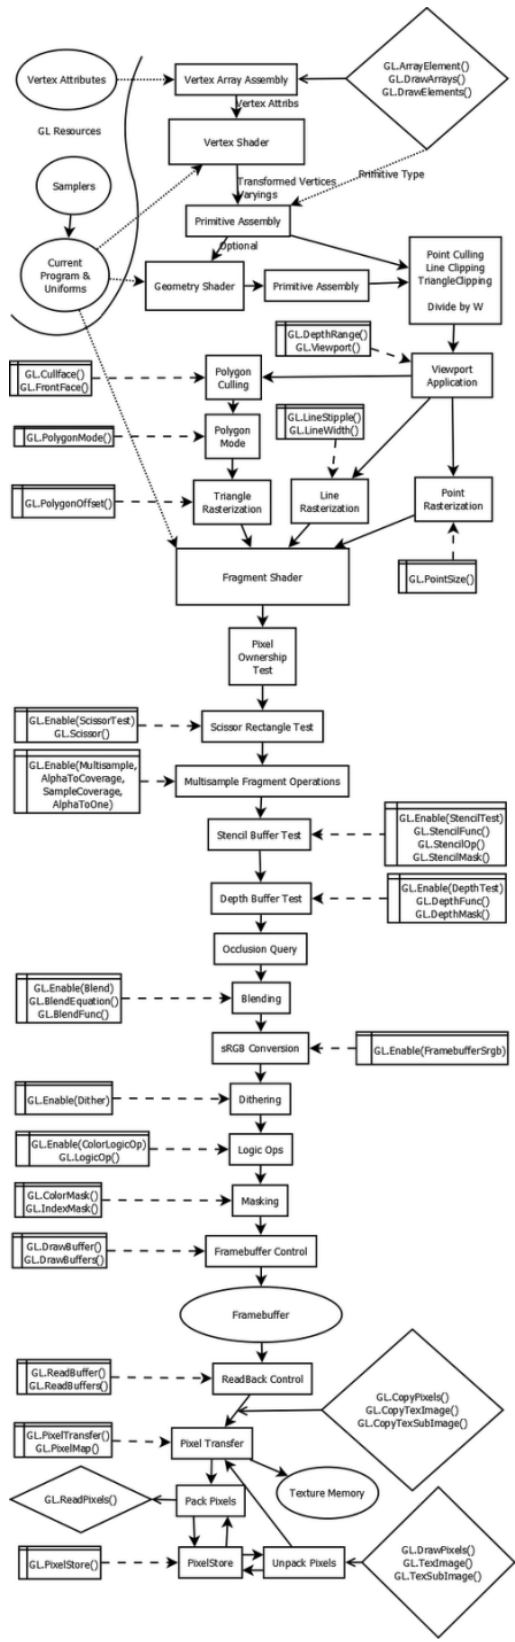 GL.ArrayElement()
GL.DrawArrays()
GL.DrawElements()
Vertex Attributes
Vertex Array Assembly
Vertex Attribs
GL Resources
Vertex Shader
Transformed Vertices
Varyings
Primitive Type
Samplers
Primitive Assembly
Optional
Current
Program &
Uniforms
Geometry Shader
Primitive Assembly
Point Culling
Line Clipping
TriangleClipping
Divide by W
GL.DepthRange()
GL.Viewport()
GL.Cullface()
GL.FrontFace()
Polygon
Culling
Viewport
Application
GL.LineStipple()
GL.LineWidth()
GL.PolygonMode()
Polygon
Mode
GL.PolygonOffset()
Triangle
Rasterization
Line
Rasterization
Point
Rasterization
Fragment Shader
GL.PointSize()
Pixel
Ownership
Test
GL.Enable(ScissorTest)
GL.Scissor()
Scissor Rectangle Test
GL.Enable(Multisample,
AlphaToCoverage,
SampleCoverage,
AlphaToOne)
Multisample Fragment Operations
Stencil Buffer Test
GL.Enable(StencilTest)
GL.StencilFunc()
GL.StencilOp()
GL.StencilMask()
Depth Buffer Test
GL.Enable(DepthTest)
GL.DepthFunc()
GL.DepthMask()
Occlusion Query
GL.Enable(Blend)
GL.BlendEquation()
GL.BlendFunc()
Blending
sRGB Conversion
GL.Enable(FramebufferSrgb)
GL.Enable(Dither)
Dithering
GL.Enable(ColorLogicOp)
GL.LogicOp()
Logic Ops
GL.ColorMask()
GL.IndexMask()
Masking
GL.DrawBuffer()
GL.DrawBuffers()
Framebuffer Control
Framebuffer
GL.ReadBuffer()
GL.ReadBuffers()
ReadBack Control
GL.CopyPixels()
GL.CopyTexImage()
GL.CopyTexSubImage()
GL.PixelTransfer()
GL.PixelMap()
Pixel Transfer
Texture Memory
GL.ReadPixels()
Pack Pixels
GL.PixelStore()
PixelStore
Unpack Pixels
GL.DrawPixels()
GL.TexImage()
GL.TexSubImage()